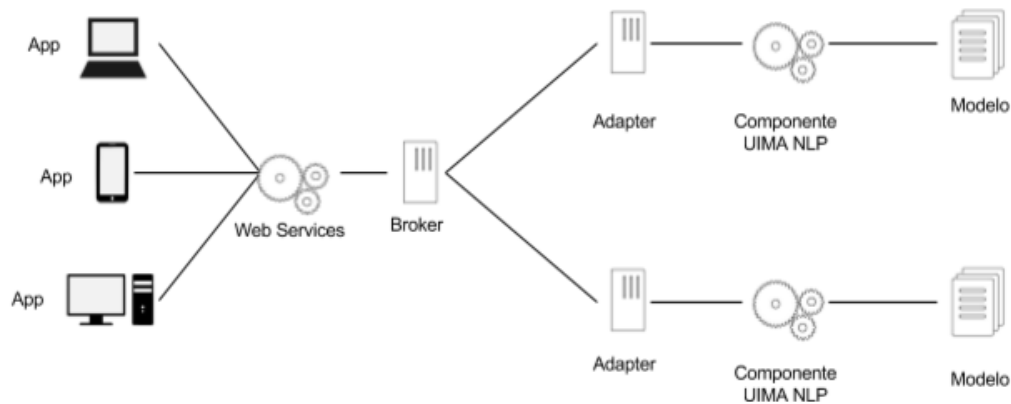 App
App
App
Web Services
Broker
Adapter
Componente
UIMA NLP
Modelo
Adapter
Componente
UIMA NLP
Modelo